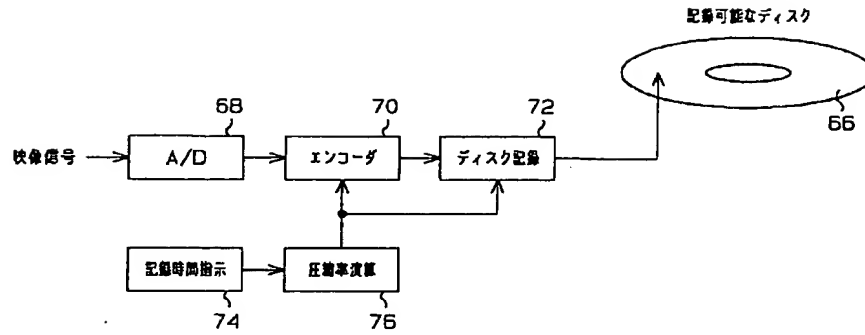 記録可能なディスク
66
68
70
72
映像信号
A/D
エンコーダ
ディスク記録
記録時間指示
圧縮率演算
74
76